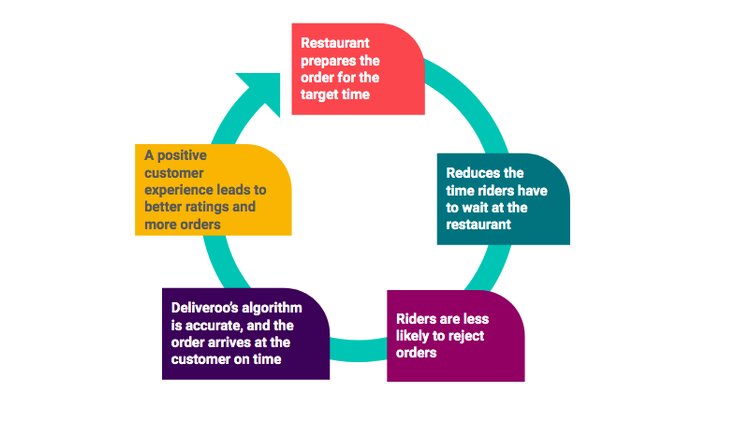 Restaurant
prepares the
order for the
target time
Reduces the
time riders have
to wait at the
restaurant
Riders are less
likely to reject
orders
Deliveroo's algorithm
is accurate, and the
order arrives at the
customer on time
A positive
customer
experience leads to
better ratings and
more orders